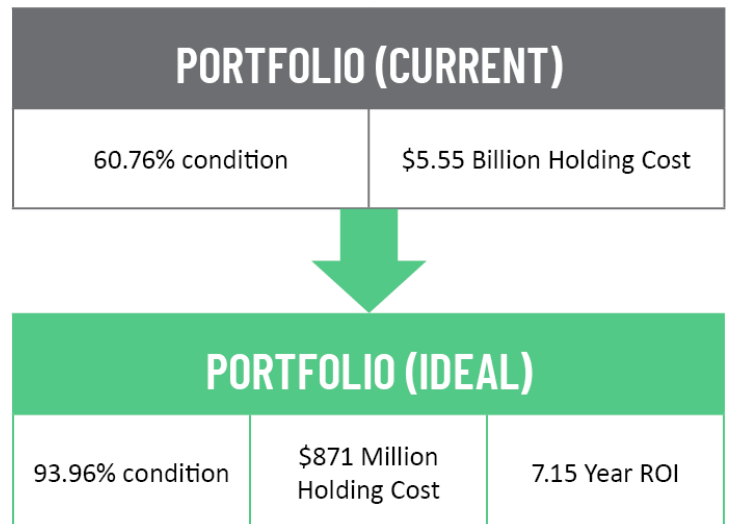 PORTFOLIO (CURRENT)
60.76% condition
$5.55 Billion Holding Cost
PORTFOLIO (IDEAL)
93.96% condition
$871 Million
Holding Cost
7.15 Year ROI